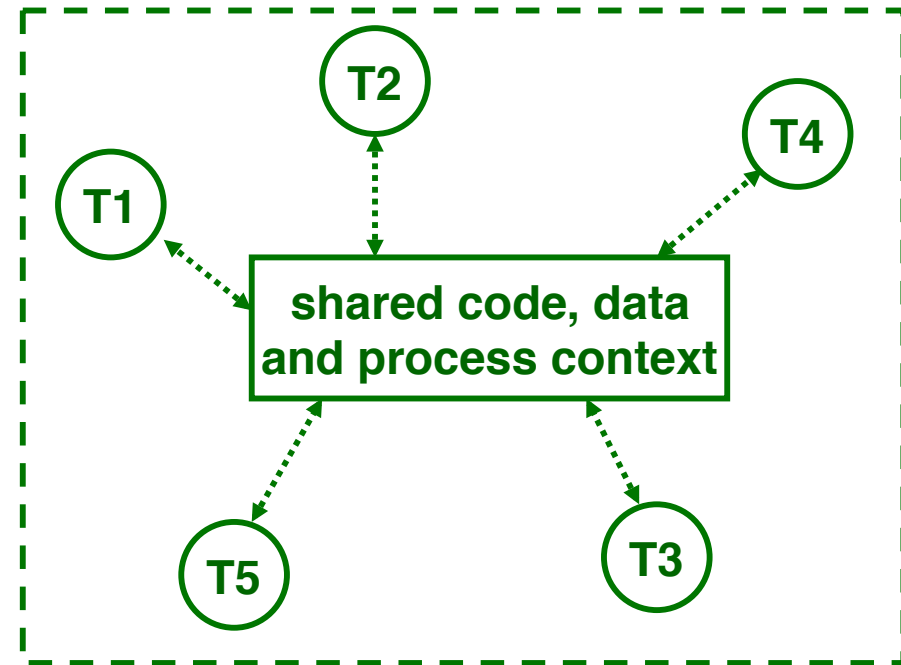 T2
T4
T1
shared code, data
and process context
T5
T3